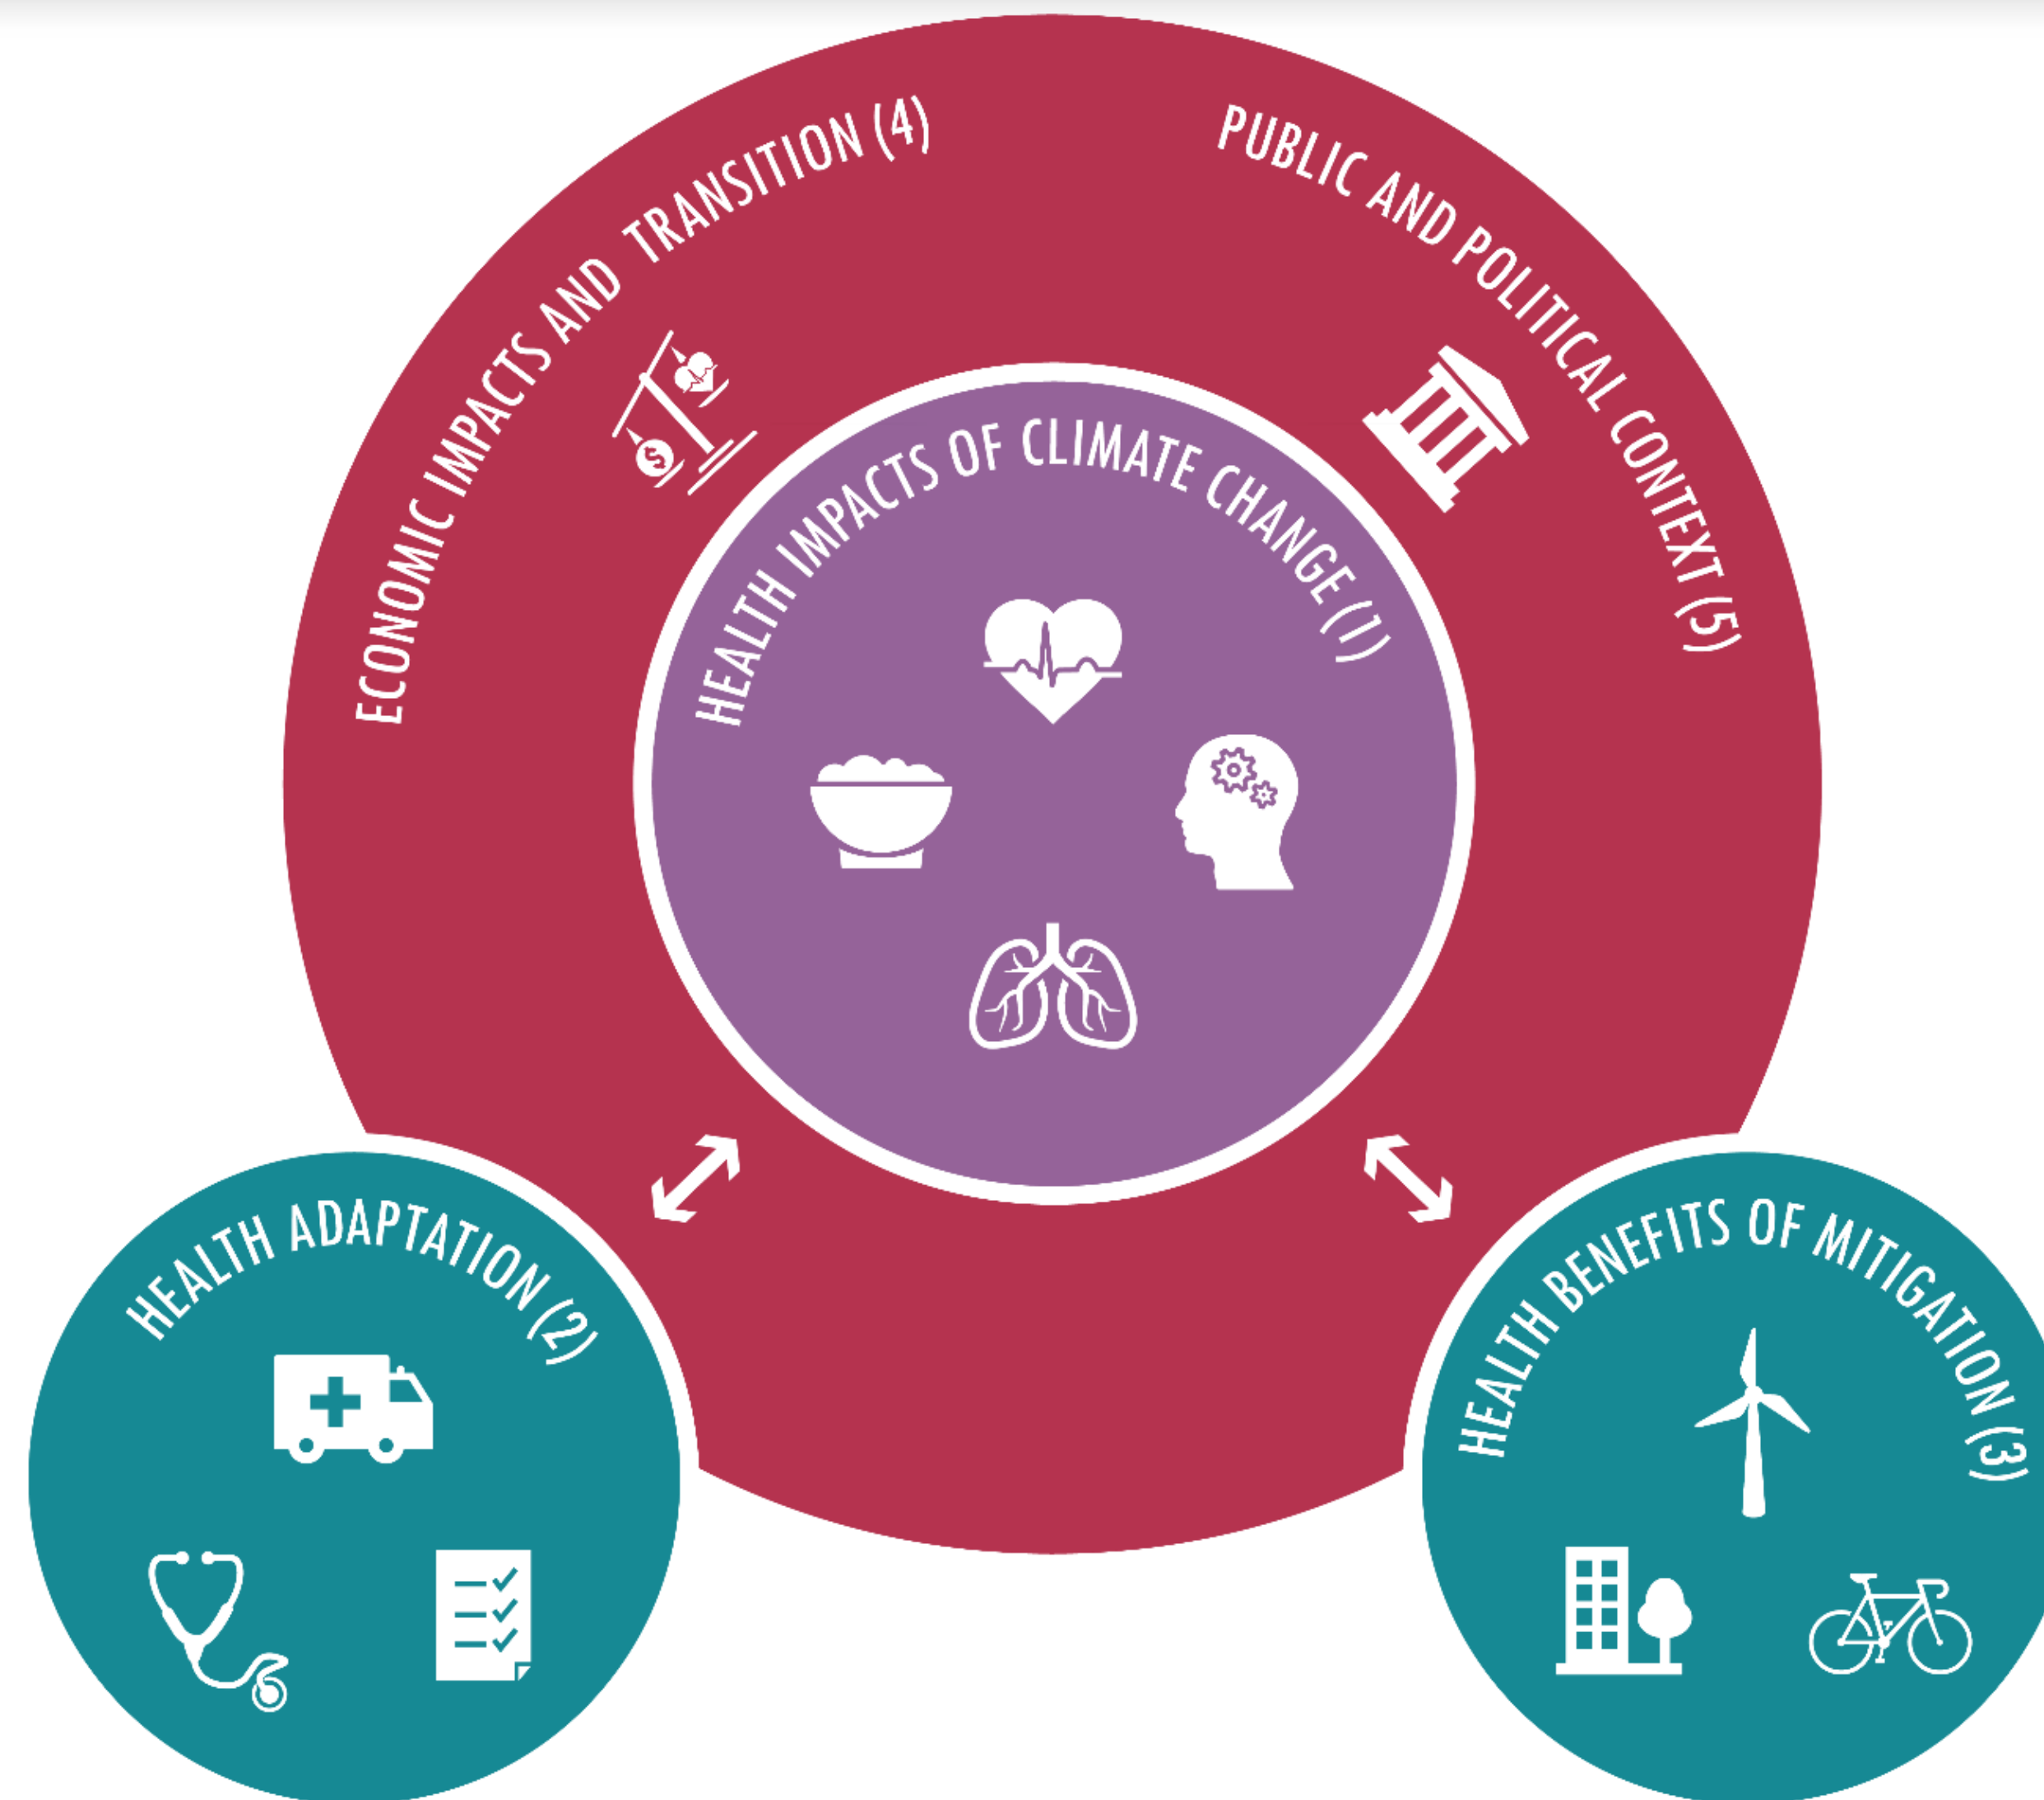 ECONOMIC IMPACTS AND TRANSITION (4)
PUBLIC AND POLITICAL CONTEXT (5)
HEALTH IMPACTS OF CLIMATE CHANGE (1)
$
HEALTH ADAPTATION (2)
HEALTH BENEFITS OF MITIGATION (3)